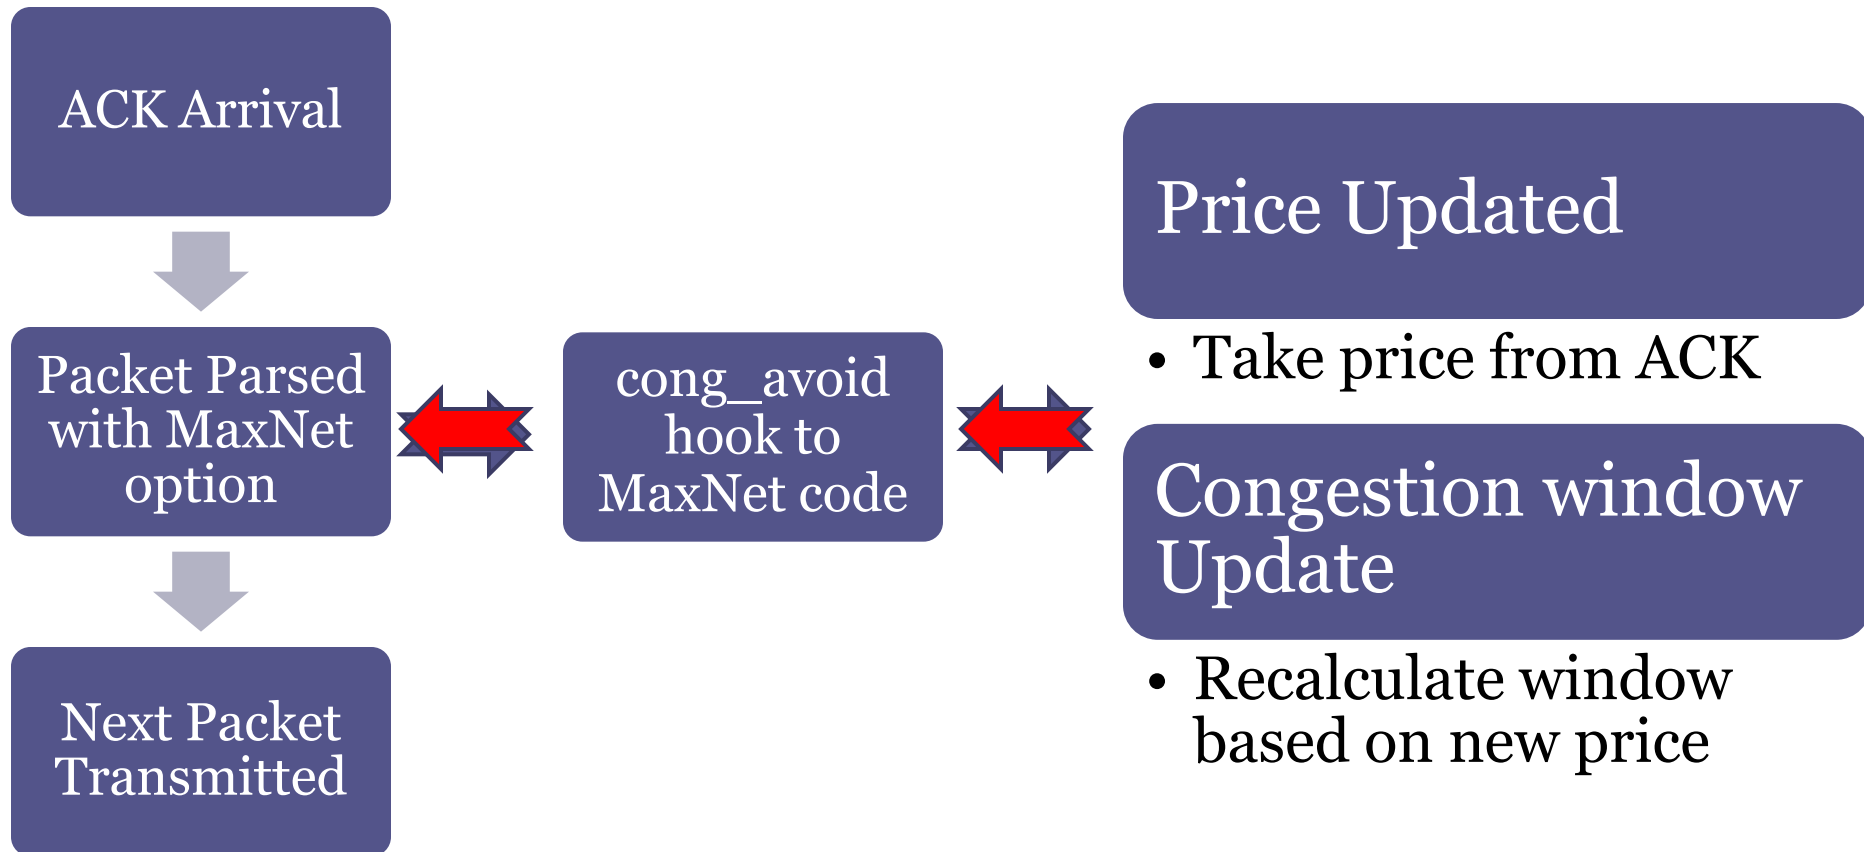 ACK Arrival
Packet Parsed
with MaxNet
option
Next Packet
Transmitted
cong_avoid
hook to
MaxNet code
Price Updated
• Take price from ACK
Congestion window
Update
• Recalculate window
based on new price